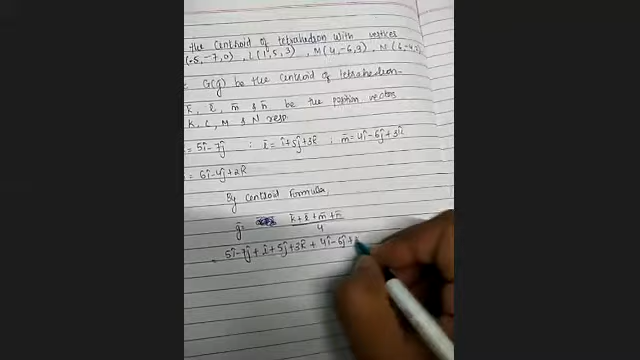 the centroid of tetrahedron with vertices
(+5, -7,0) , L(1,5,3) , M(4,-6,3) , N(6,-4,2)
G(ḡ) be the centroid of tetrahedron
k̄, l̄, m̄ & n̄ be the position vectors
K, L, M & N resp.
= 5î-7ĵ ; l̄ = î+5ĵ+3k̂ ; m̄ = 4î-6ĵ+3k̂
= 6î-4ĵ+2k̂
By centroid formula,
ḡ = k̄ + l̄ + m̄ + n̄
4
= 5î-7ĵ + î+5ĵ+3k̂ + 4î-6ĵ+